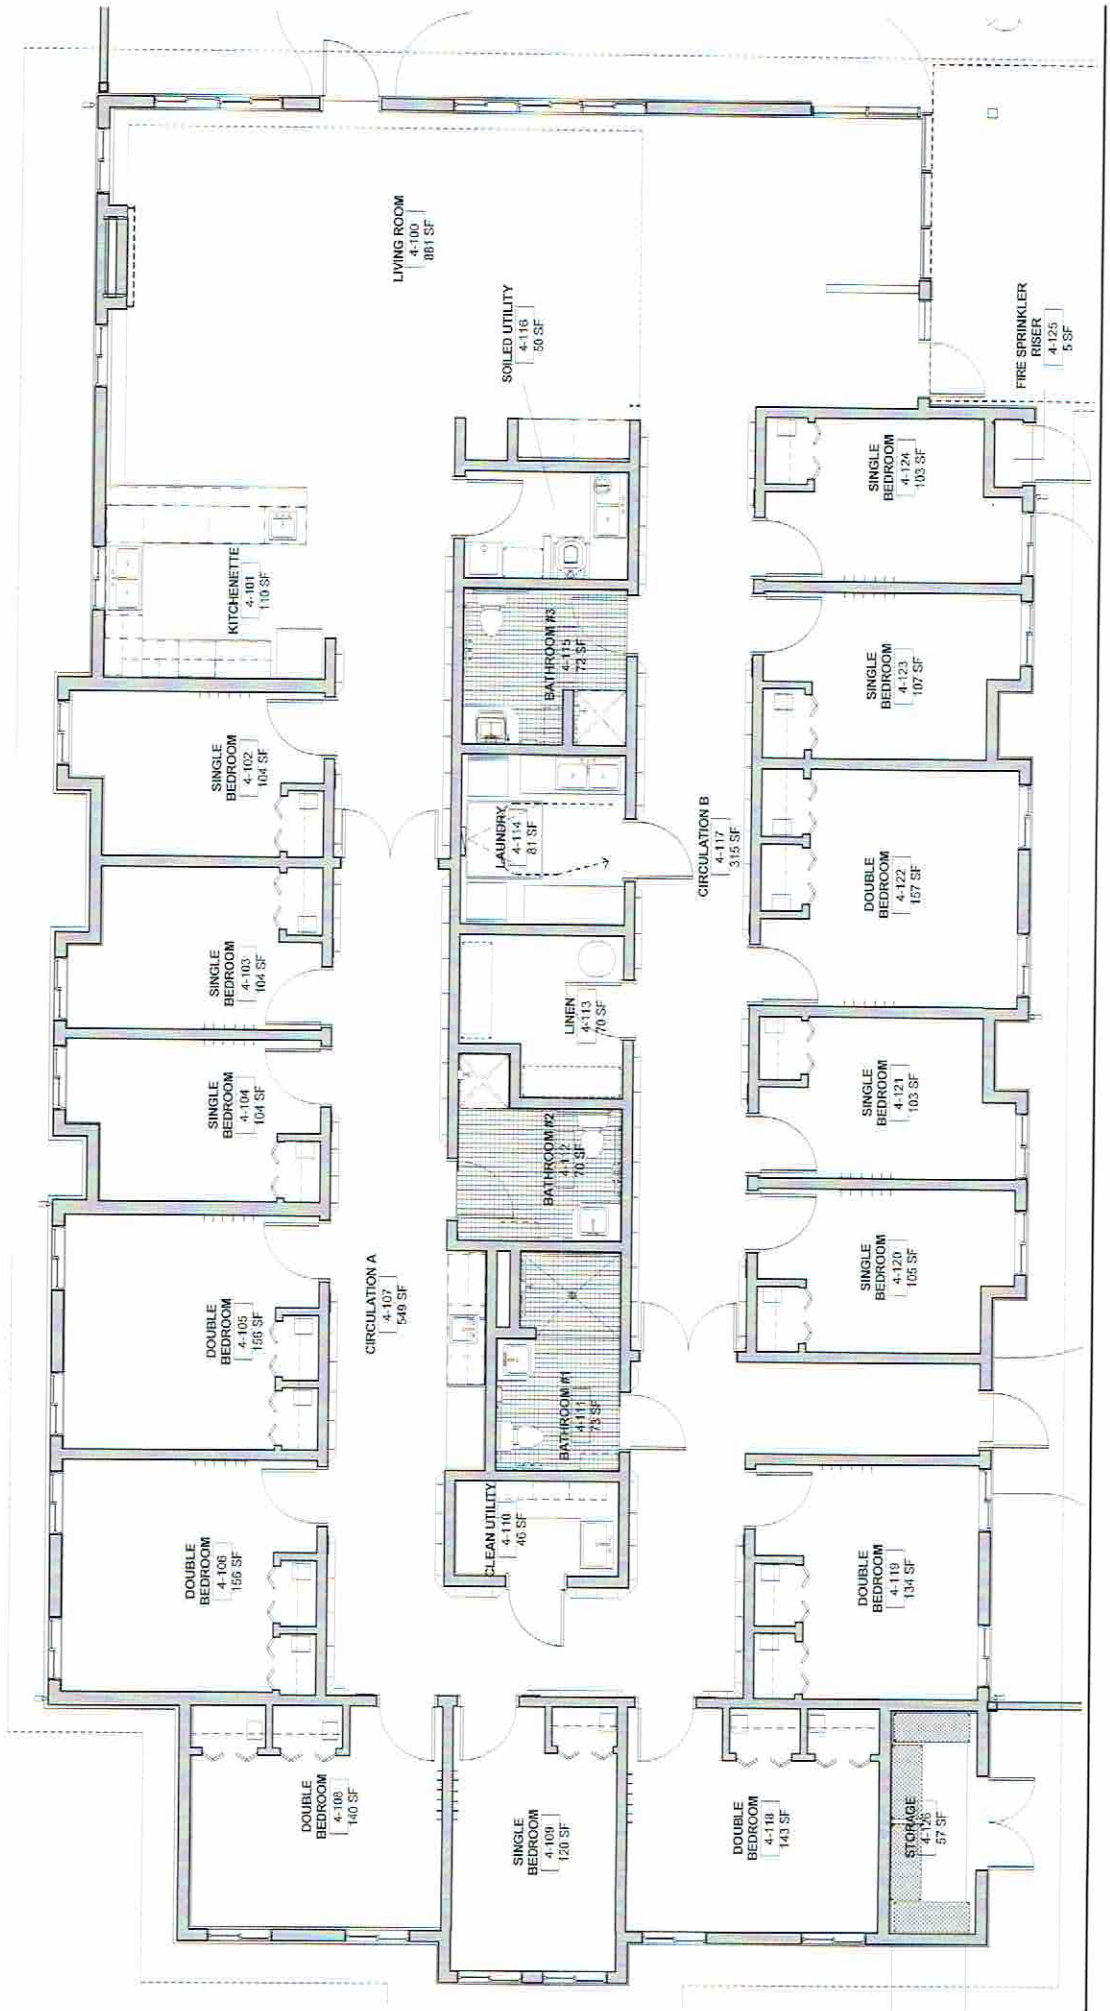 LIVING ROOM
4-100
861 SF
SOILED UTILITY
4-116
50 SF
FIRE SPRINKLER
RISER
4-125
5 SF
KITCHENETTE
4-101
110 SF
SINGLE
BEDROOM
4-124
103 SF
BATHROOM #3
4-115
72 SF
SINGLE
BEDROOM
4-123
107 SF
SINGLE
BEDROOM
4-102
104 SF
LAUNDRY
4-114
81 SF
CIRCULATION B
4-117
315 SF
DOUBLE
BEDROOM
4-122
157 SF
SINGLE
BEDROOM
4-103
104 SF
LINEN
4-113
70 SF
SINGLE
BEDROOM
4-104
104 SF
BATHROOM #2
4-112
70 SF
SINGLE
BEDROOM
4-121
103 SF
DOUBLE
BEDROOM
4-105
156 SF
CIRCULATION A
4-107
549 SF
SINGLE
BEDROOM
4-120
105 SF
BATHROOM #1
4-111
73 SF
DOUBLE
BEDROOM
4-106
156 SF
CLEAN UTILITY
4-110
46 SF
DOUBLE
BEDROOM
4-119
134 SF
DOUBLE
BEDROOM
4-108
140 SF
SINGLE
BEDROOM
4-109
120 SF
DOUBLE
BEDROOM
4-118
143 SF
STORAGE
4-126
57 SF